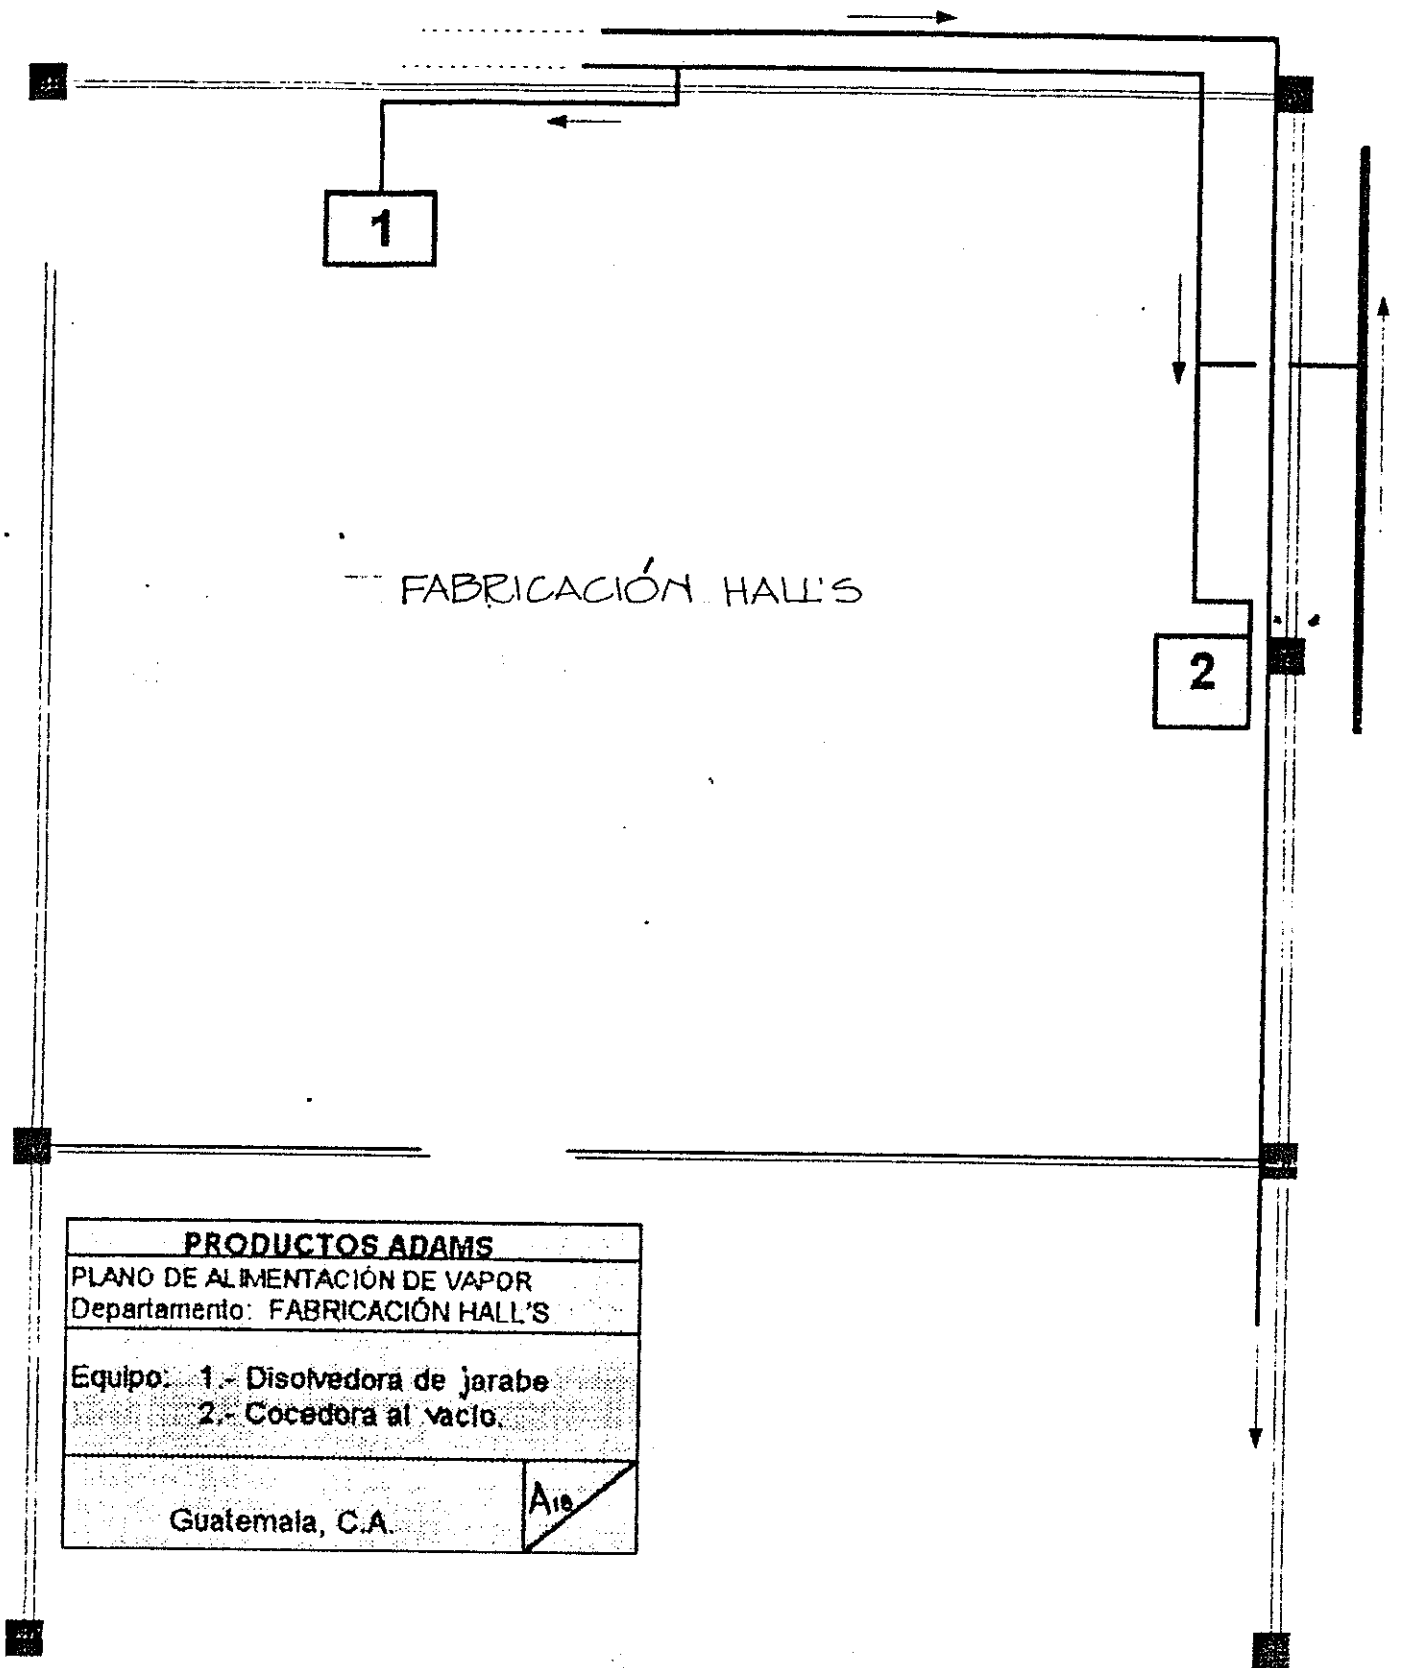 1
FABRICACIÓN HALL'S
2
PRODUCTOS ADAMS
PLANO DE ALIMENTACIÓN DE VAPOR
Departamento: FABRICACIÓN HALL'S
Equipo: 1.- Disolvedora de jarabe
2.- Cocedora al vacío.
Guatemala, C.A.